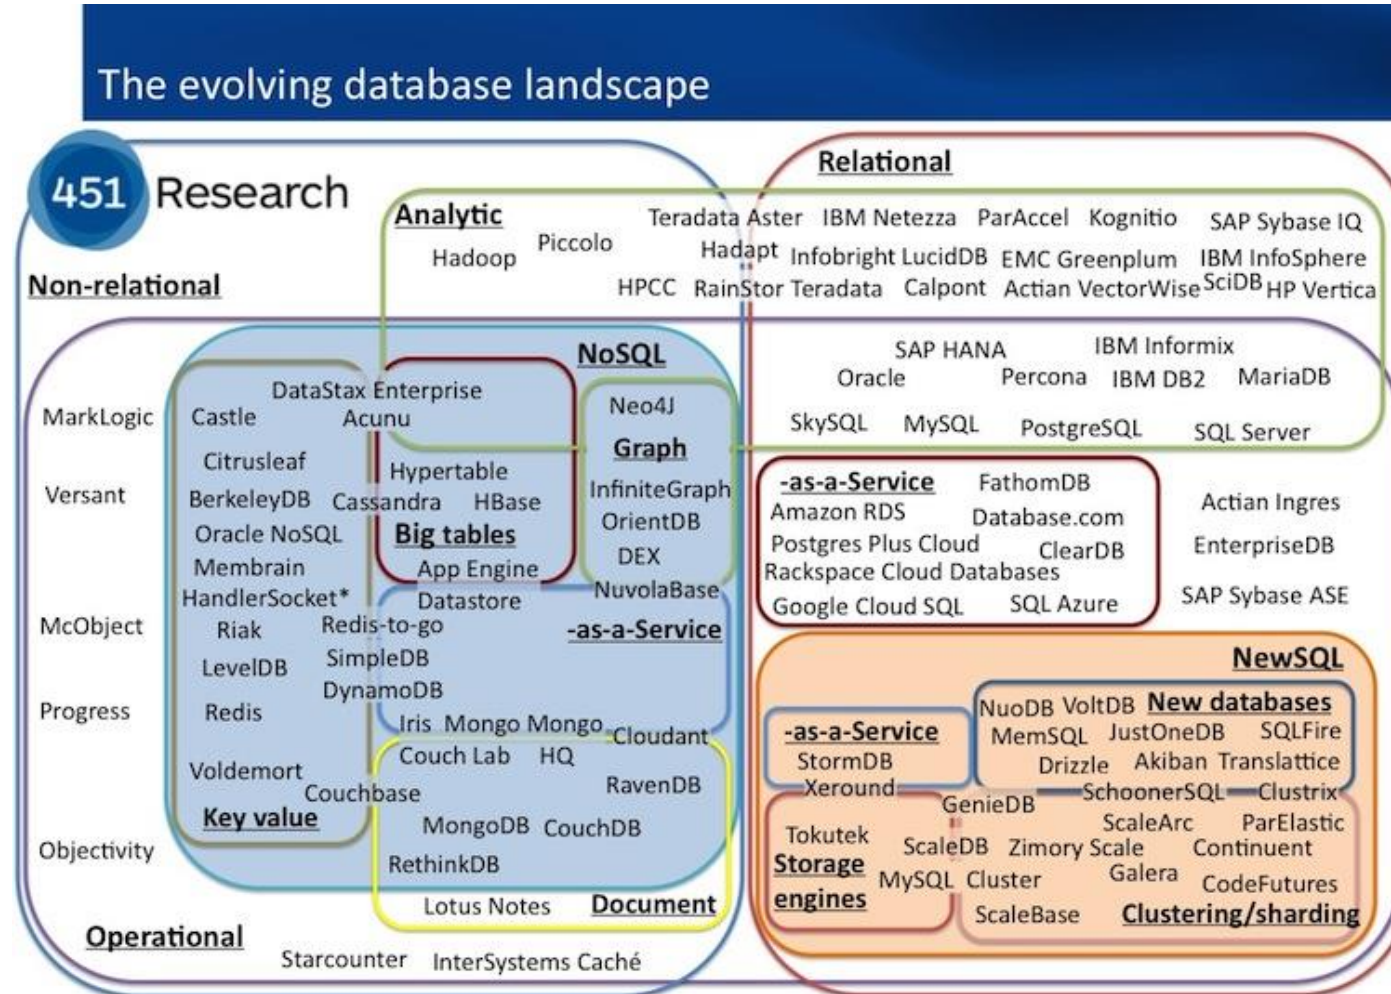 The evolving database landscape
451 Research
Relational
Analytic
Teradata Aster IBM Netezza ParAccel Kognitio SAP Sybase IQ
Hadoop Piccolo Hadapt Infobright LucidDB EMC Greenplum IBM InfoSphere
Non-relational
HPCC RainStor Teradata Calpont Actian VectorWise SciDB HP Vertica
NoSQL
SAP HANA IBM Informix
Oracle Percona IBM DB2 MariaDB
SkySQL MySQL PostgreSQL SQL Server
MarkLogic
Versant
McObject
Progress
Objectivity
DataStax Enterprise
Castle Acunu
Citrusleaf
BerkeleyDB Cassandra
Oracle NoSQL
Membrain
HandlerSocket*
Riak Redis-to-go
LevelDB SimpleDB
DynamoDB
Redis
Voldemort
Couchbase
Key value
Hypertable
HBase
Big tables
App Engine
Datastore
Neo4J
Graph
InfiniteGraph
OrientDB
DEX
NuvolaBase
-as-a-Service
Iris Mongo Mongo Cloudant
Couch Lab HQ
RavenDB
MongoDB CouchDB
RethinkDB
Lotus Notes Document
Operational
Starcounter InterSystems Caché
-as-a-Service FathomDB
Amazon RDS Database.com
Postgres Plus Cloud ClearDB
Rackspace Cloud Databases
Google Cloud SQL SQL Azure
Actian Ingres
EnterpriseDB
SAP Sybase ASE
NewSQL
NuoDB VoltDB New databases
MemSQL JustOneDB SQLFire
Drizzle Akiban Translattice
SchoonerSQL Clustrix
-as-a-Service
StormDB
Xeround
GenieDB
ScaleArc ParElastic
Tokutek ScaleDB Zimory Scale Continuent
Storage
engines
MySQL Cluster Galera CodeFutures
ScaleBase Clustering/sharding